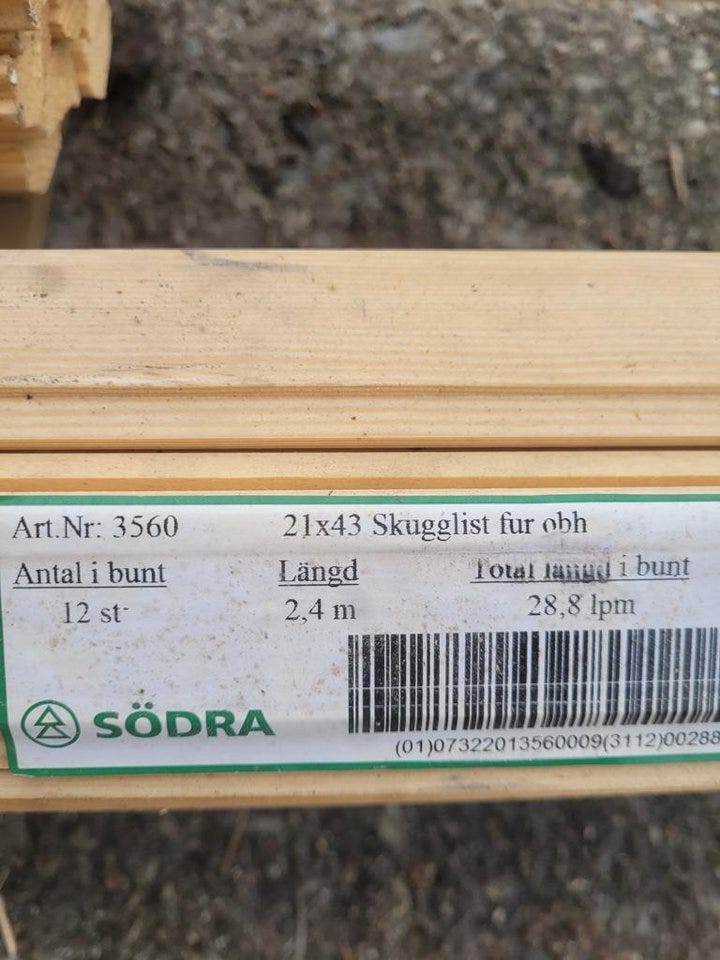 Art.Nr: 3560 21x43 Skugglist fur obh
Antal i bunt Längd Total längd i bunt
12 st 2,4 m 28,8 lpm
SÖDRA
(01)07322013560009(3112)00288